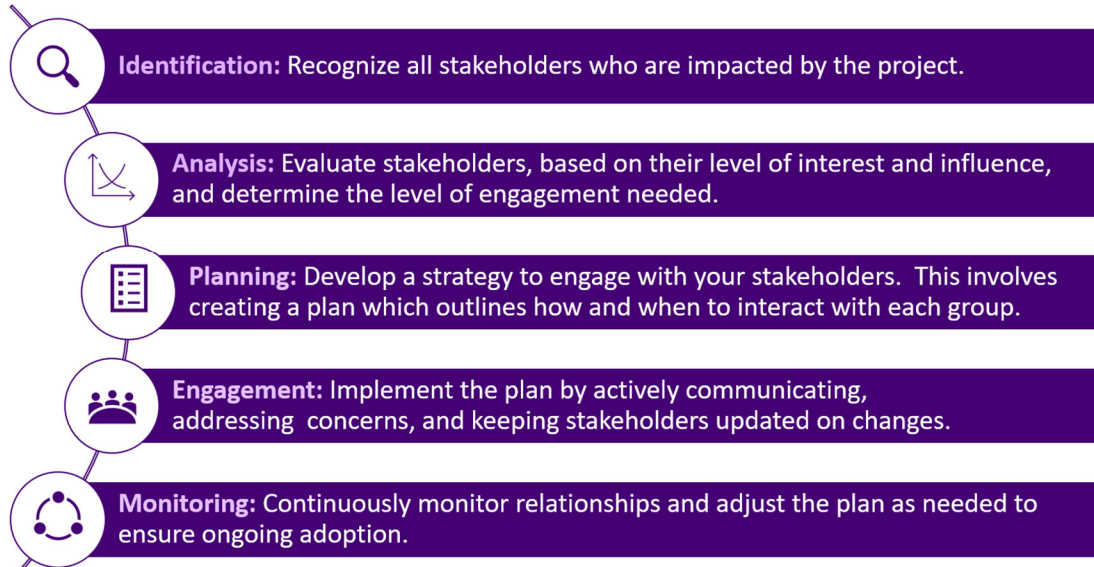 Identification: Recognize all stakeholders who are impacted by the project.
Analysis: Evaluate stakeholders, based on their level of interest and influence,
and determine the level of engagement needed.
Planning: Develop a strategy to engage with your stakeholders.  This involves
creating a plan which outlines how and when to interact with each group.
Engagement: Implement the plan by actively communicating,
addressing  concerns, and keeping stakeholders updated on changes.
Monitoring: Continuously monitor relationships and adjust the plan as needed to
ensure ongoing adoption.